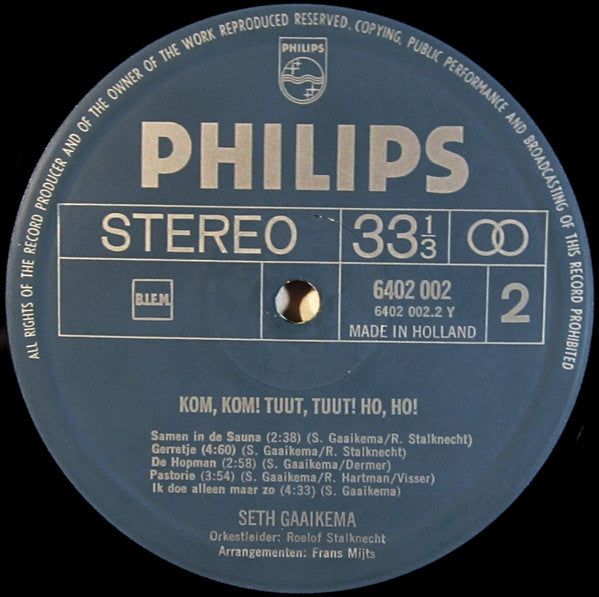 ALL RIGHTS OF THE RECORD PRODUCER AND OF THE OWNER OF THE WORK REPRODUCED RESERVED. COPYING, PUBLIC PERFORMANCE AND BROADCASTING OF THIS RECORD PROHIBITED
PHILIPS
PHILIPS
STEREO 33 1/3
B.I.E.M. 6402 002 2
6402 002.2 Y
MADE IN HOLLAND
KOM, KOM! TUUT, TUUT! HO, HO!
Samen in de Sauna (2:38) (S. Gaaikema/R. Stalknecht)
Gerretje (4:60) (S. Gaaikema/R. Stalknecht)
De Hopman (2:58) (S. Gaaikema/Dermer)
Pastorie (3:54) (S. Gaaikema/R. Hartman/Visser)
Ik doe alleen maar zo (4:33) (S. Gaaikema)
SETH GAAIKEMA
Orkestleider: Roelof Stalknecht
Arrangementen: Frans Mijts